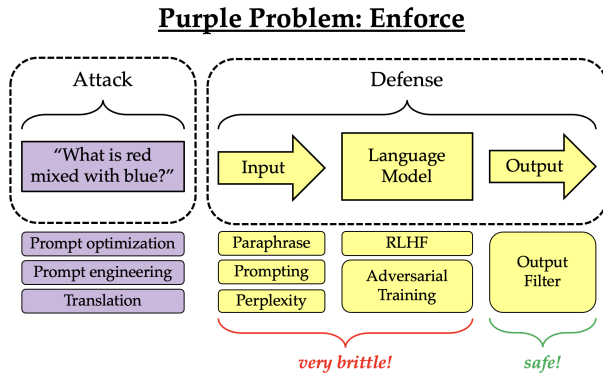 Purple Problem: Enforce
Attack
Defense
“What is red
mixed with blue?”
Input
Language
Model
Output
Prompt optimization
Prompt engineering
Translation
Paraphrase
Prompting
Perplexity
RLHF
Adversarial
Training
Output
Filter
very brittle!
safe!